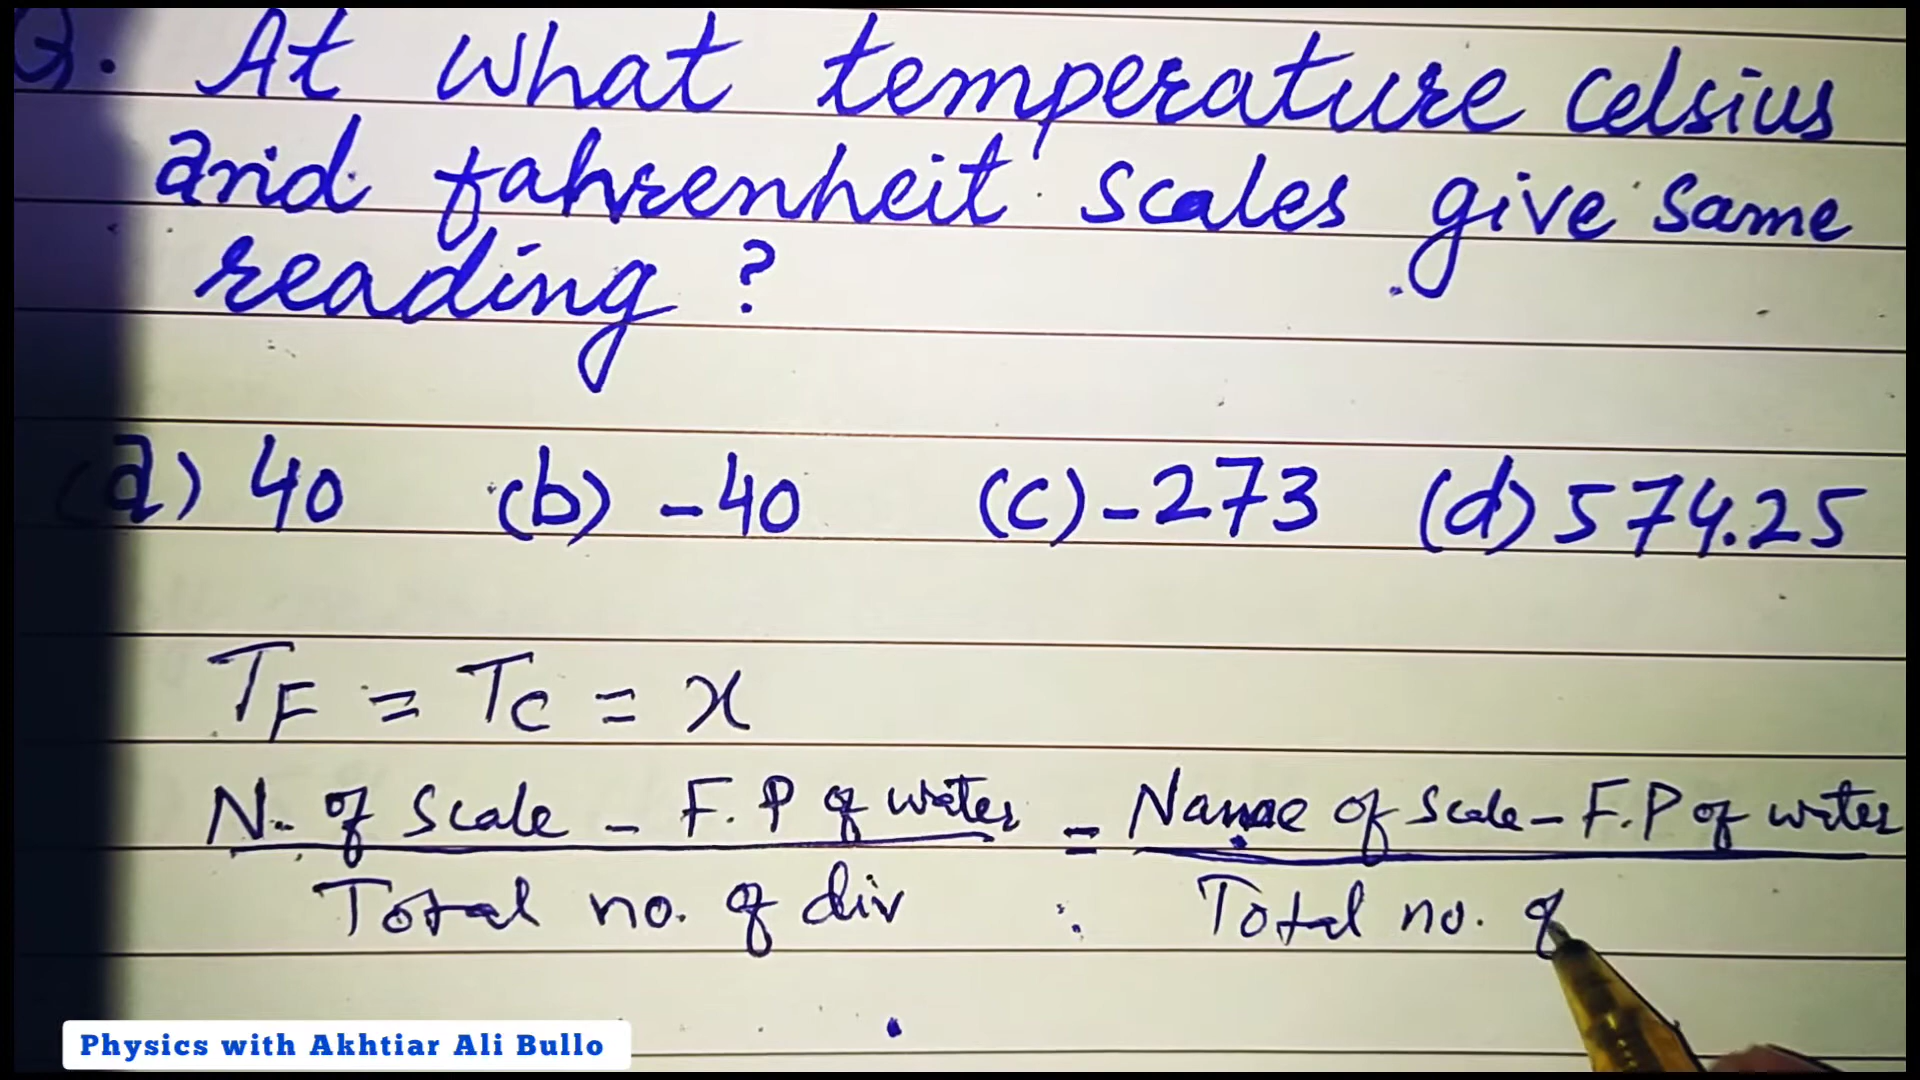 Q. At what temperature celsius
and fahrenheit scales give same
reading ?
(a) 40 (b) -40 (c) -273 (d) 574.25
TF = TC = x
N. of Scale - F.P of water = Name of Scale - F.P of water
Total no. of div Total no. of
Physics with Akhtiar Ali Bullo